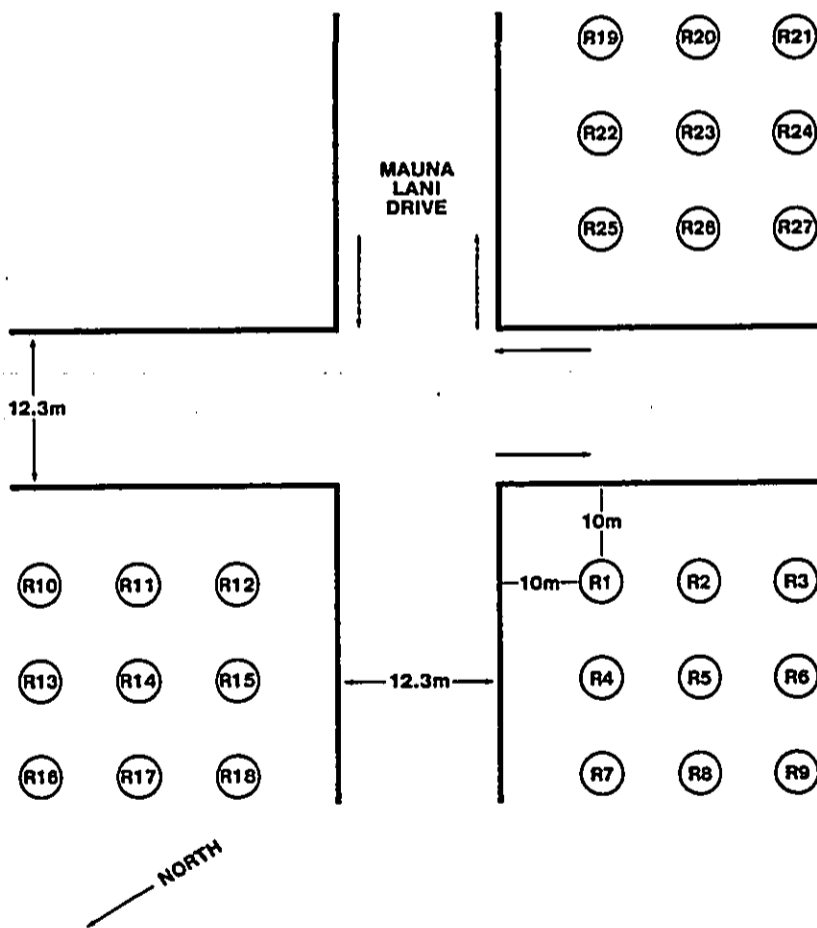 R19 R20 R21
MAUNA
LANI
DRIVE
R22 R23 R24
R25 R26 R27
12.3m
10m
R10 R11 R12
10m R1 R2 R3
R13 R14 R15
12.3m
R4 R5 R6
R16 R17 R18
R7 R8 R9
NORTH